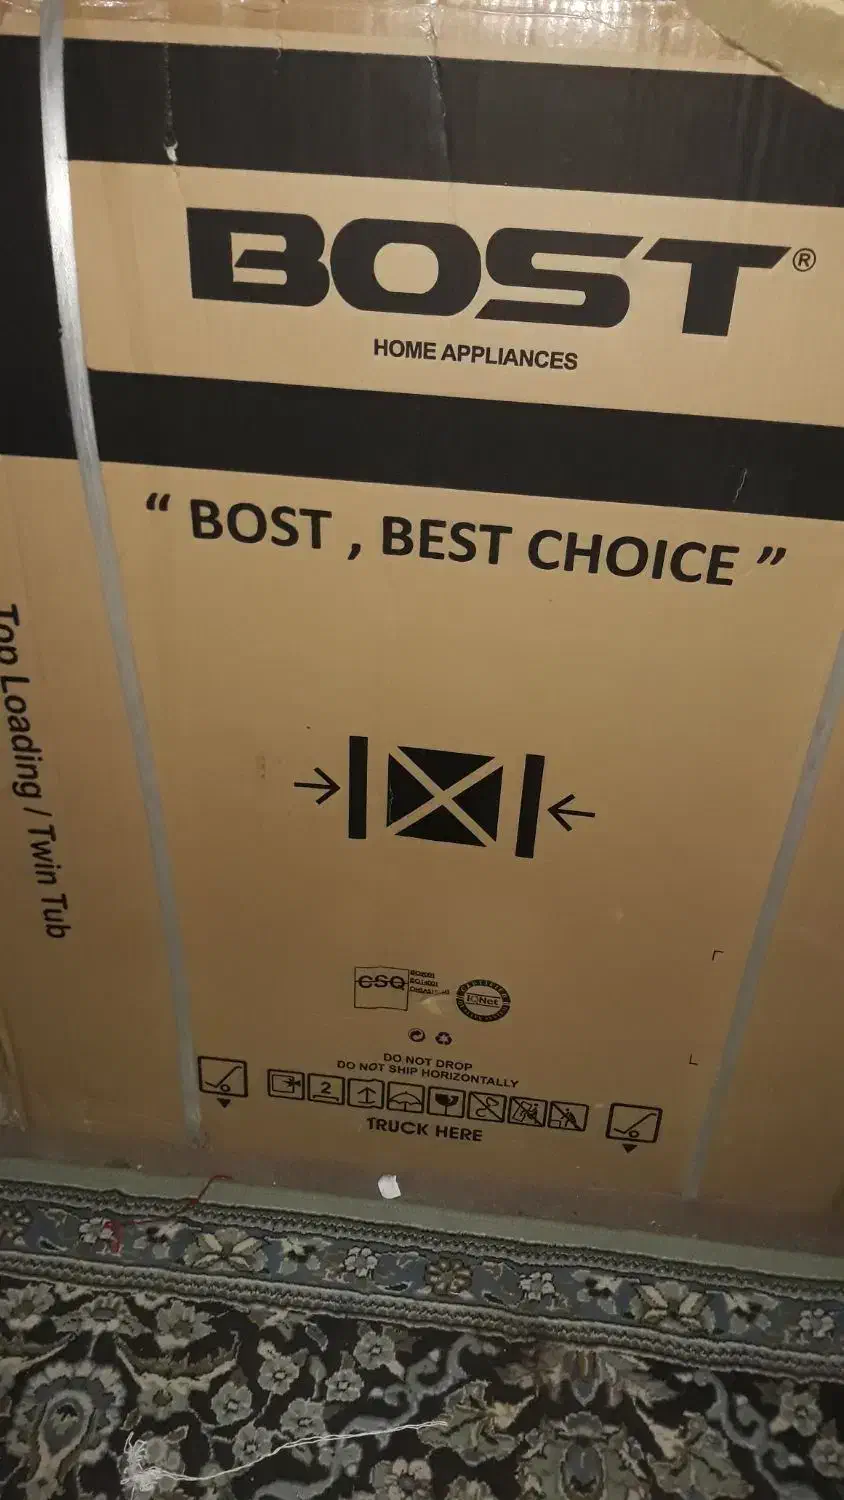 BOST®
HOME APPLIANCES
“ BOST , BEST CHOICE ”
Top Loading / Twin Tub
CSQ
IQNet
DO NOT DROP
DO NOT SHIP HORIZONTALLY
2
TRUCK HERE